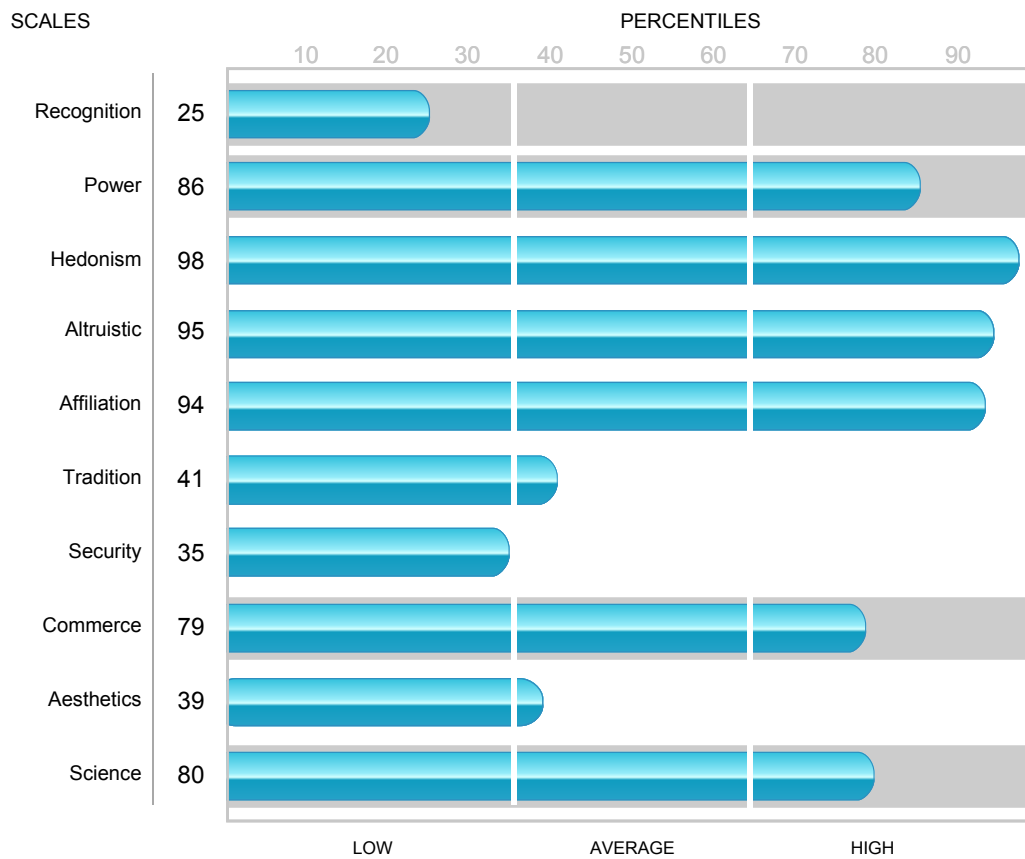 SCALES PERCENTILES
10 20 30 40 50 60 70 80 90
Recognition 25
Power 86
Hedonism 98
Altruistic 95
Affiliation 94
Tradition 41
Security 35
Commerce 79
Aesthetics 39
Science 80
LOW AVERAGE HIGH